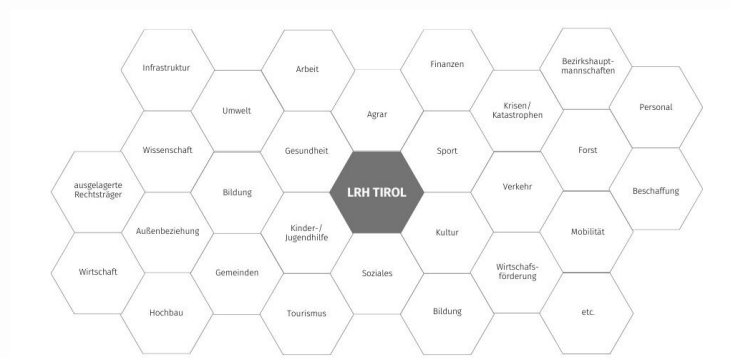 Infrastruktur
Arbeit
Finanzen
Bezirkshaupt-
mannschaften
Umwelt
Agrar
Krisen/
Katastrophen
Personal
Wissenschaft
Gesundheit
Sport
Forst
ausgelagerte
Rechtsträger
Bildung
LRH TIROL
Verkehr
Beschaffung
Außenbeziehung
Kinder-/
Jugendhilfe
Kultur
Mobilität
Wirtschaft
Gemeinden
Soziales
Wirtschafs-
förderung
Hochbau
Tourismus
Bildung
etc.